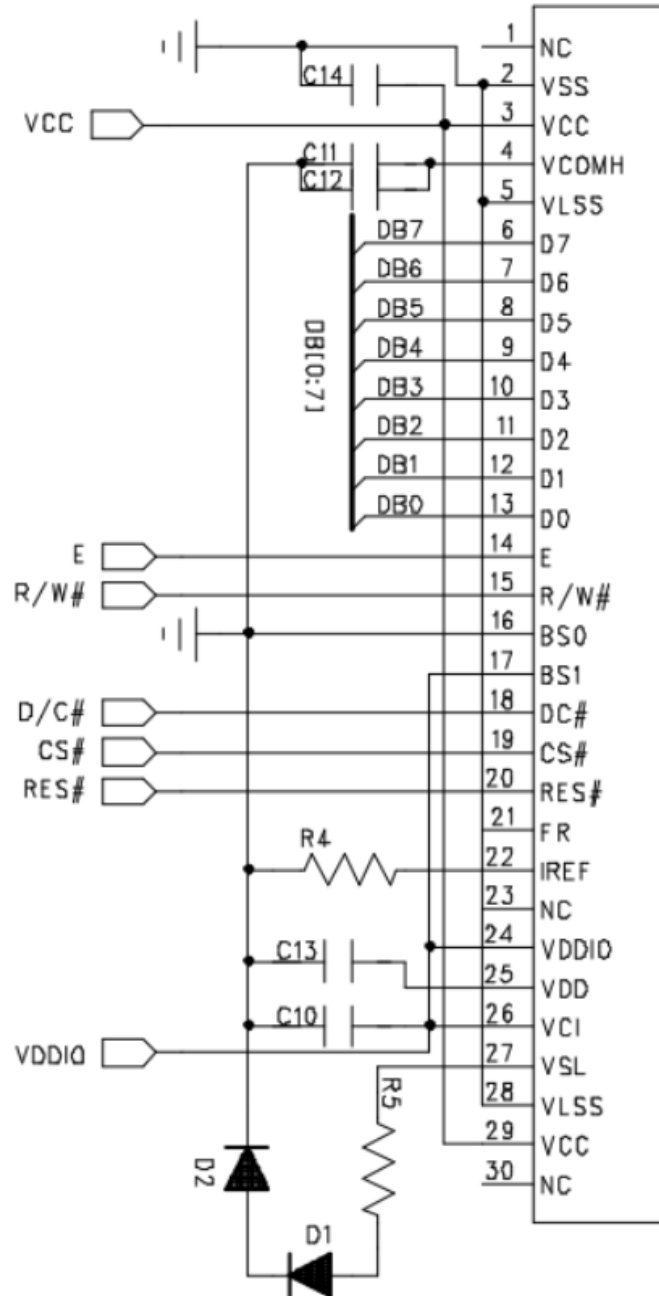 1 NC
C14 2 VSS
VCC 3 VCC
C11 4 VCOMH
C12 5 VLSS
DB7 6 D7
DB6 7 D6
DB5 8 D5
DB[0:7]
DB4 9 D4
DB3 10 D3
DB2 11 D2
DB1 12 D1
DB0 13 D0
E 14 E
R/W# 15 R/W#
16 BS0
17 BS1
D/C# 18 DC#
CS# 19 CS#
RES# 20 RES#
21 FR
R4 22 IREF
23 NC
24 VDDIO
C13 25 VDD
C10 26 VCI
VDDIO 27 VSL
R5 28 VLSS
29 VCC
D2 30 NC
D1